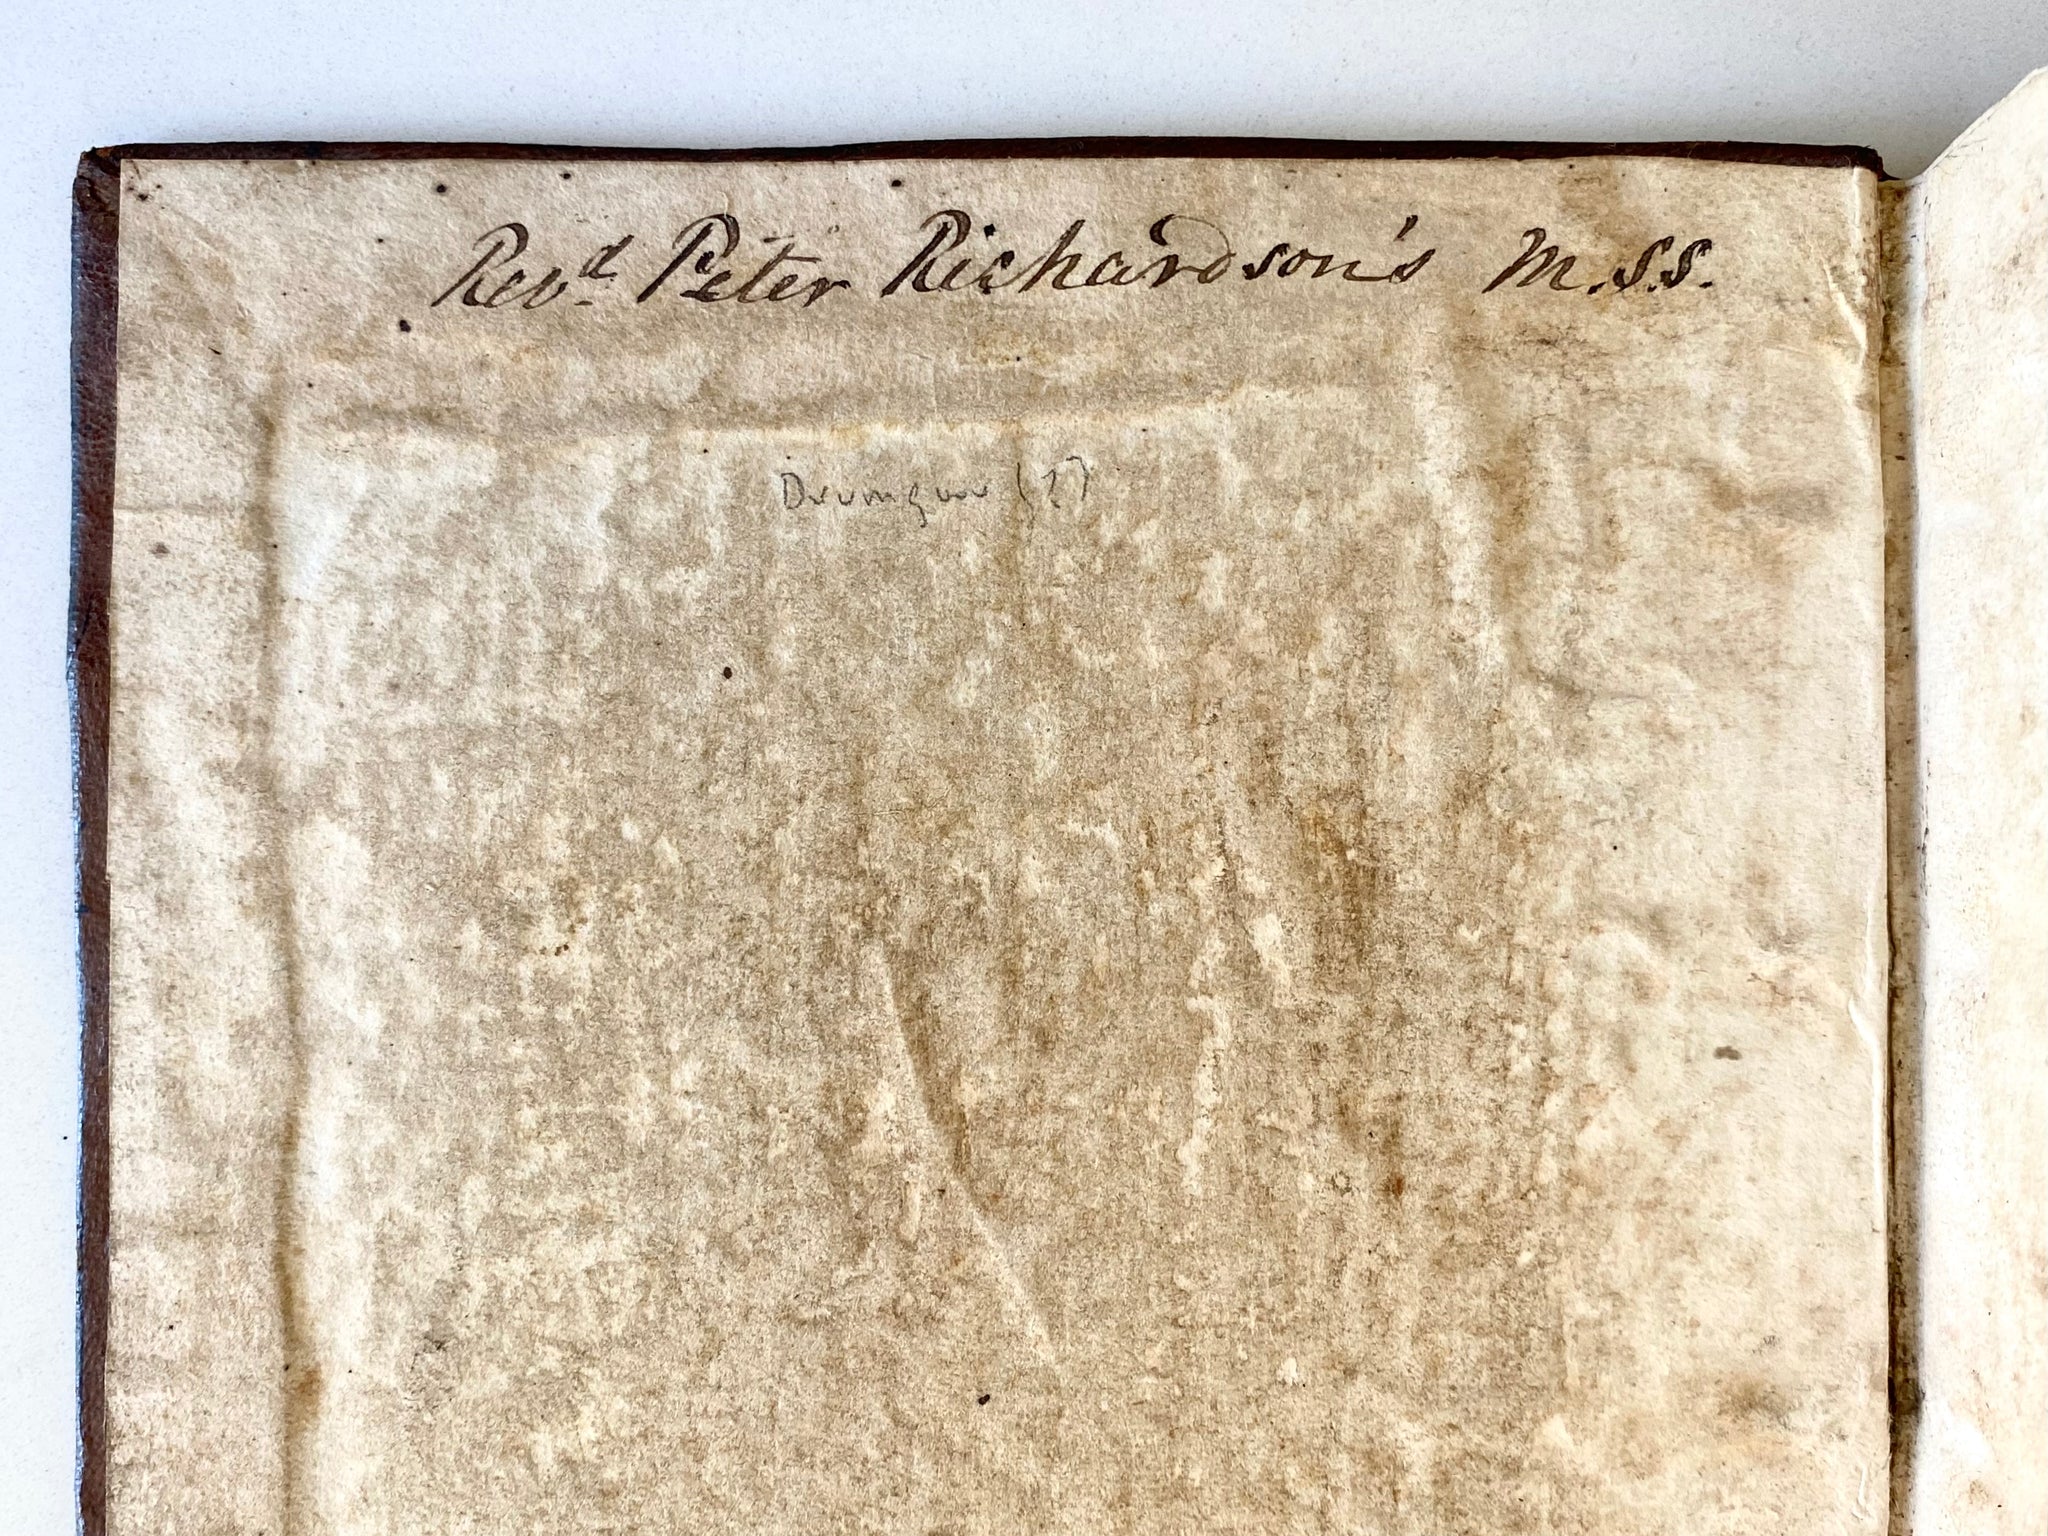 Revd Peter Richardson's M.S.S.
(?)